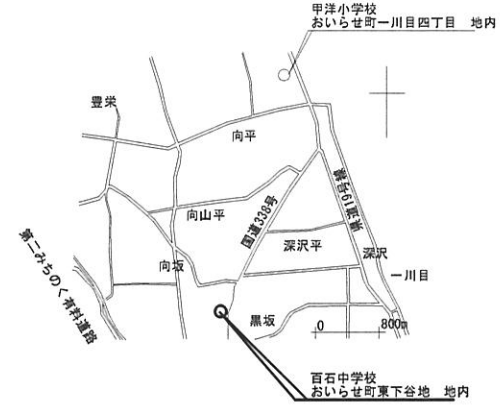 甲洋小学校
おいらせ町一川目四丁目 地内
豊栄
向平
県道19号線
向山平
国道338号
深沢平
深沢
向坂
一川目
第二みちのく有料道路
黒坂
0 800m
百石中学校
おいらせ町東下谷地 地内